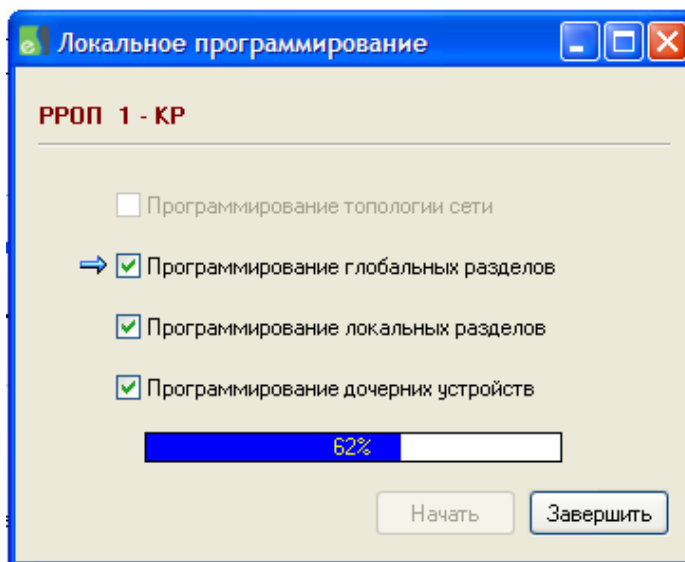 Локальное программирование
РРОП 1 - КР
Программирование топологии сети
Программирование глобальных разделов
Программирование локальных разделов
Программирование дочерних устройств
62%
Начать Завершить